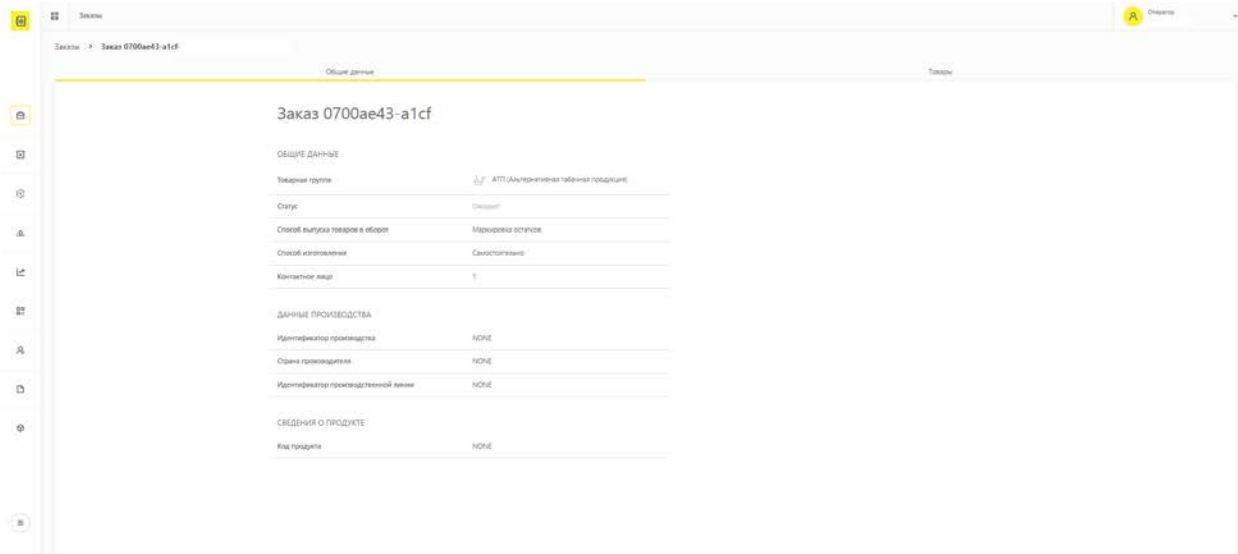 Заказы
Оператор
Заказы > Заказ 0700ae43-a1cf
Общие данные
Товары
Заказ 0700ae43-a1cf
ОБЩИЕ ДАННЫЕ
Товарная группа АТП (Альтернативная табачная продукция)
Статус Ожидает
Способ выпуска товаров в оборот Маркировка остатков
Способ изготовления Самостоятельно
Контактное лицо 1
ДАННЫЕ ПРОИЗВОДСТВА
Идентификатор производства NONE
Страна производителя NONE
Идентификатор производственной линии NONE
СВЕДЕНИЯ О ПРОДУКТЕ
Код продукта NONE